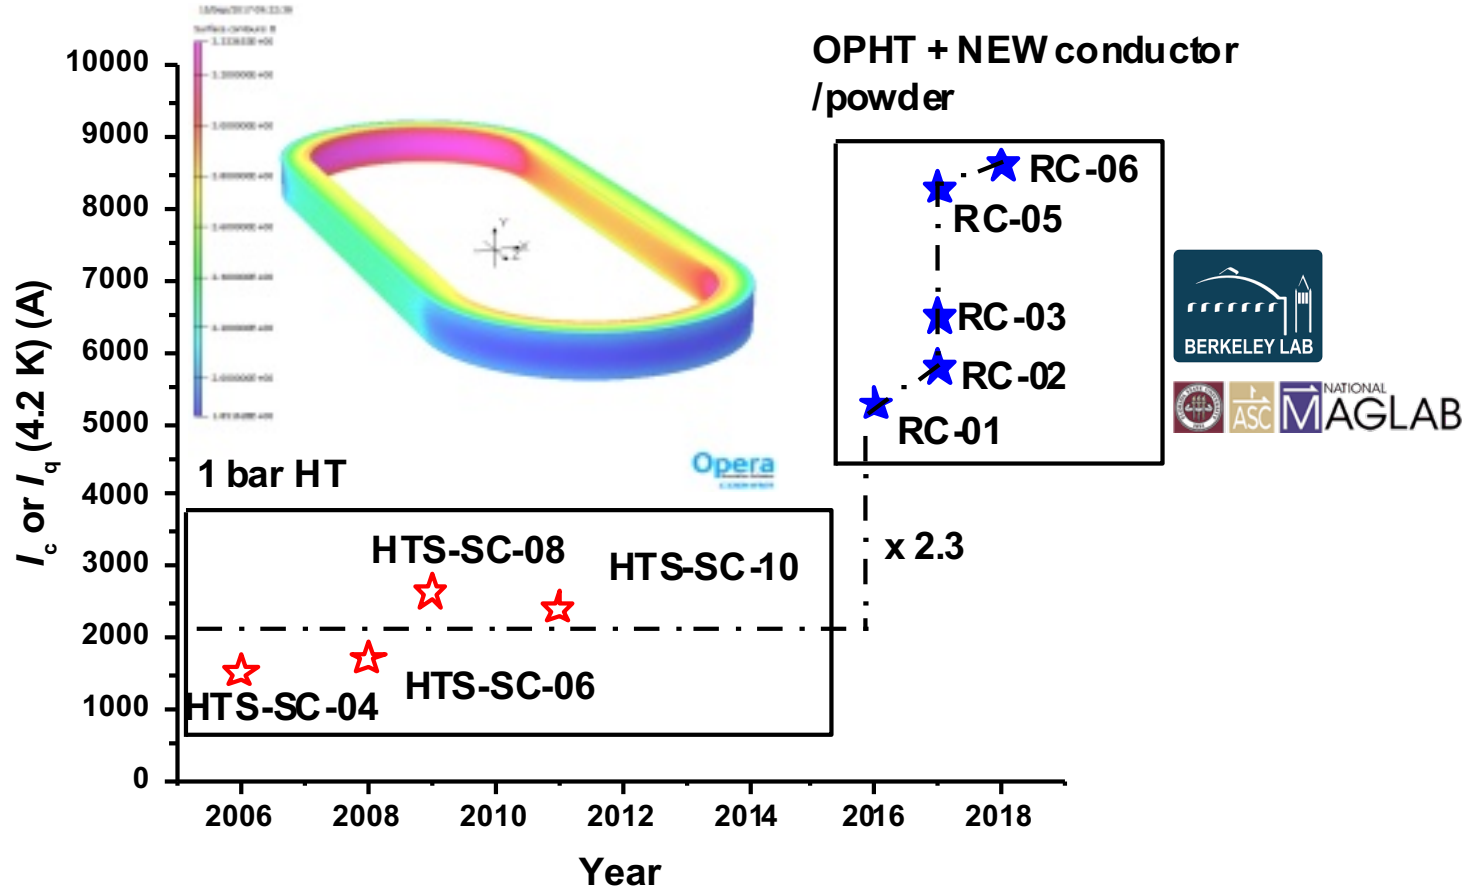 OPHT + NEW conductor
/powder
10000
9000
8000
7000
6000
5000
4000
3000
2000
1000
0
Ic or Iq (4.2 K) (A)
Y
X
Z
Opera
RC-06
RC-05
RC-03
RC-02
RC-01
BERKELEY LAB
ASC
NATIONAL
MAGLAB
1 bar HT
HTS-SC-08
HTS-SC-10
x 2.3
HTS-SC-06
HTS-SC-04
2006
2008
2010
2012
2014
2016
2018
Year